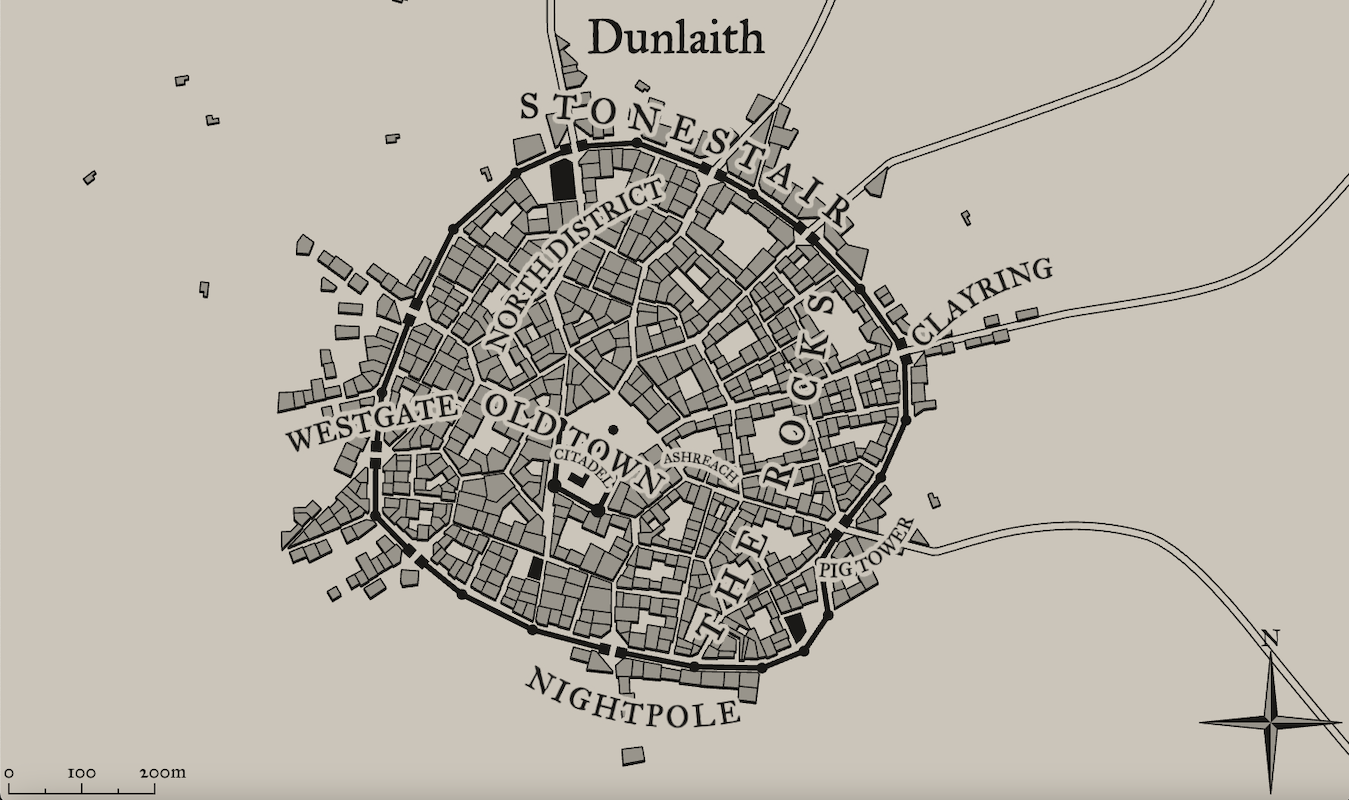 Dunlaith
STONESTAIR
NORTH DISTRICT
CLAYRING
THE ROCKS
WESTGATE
OLD TOWN
CITADEL
ASHREACH
PIG TOWER
NIGHTPOLE
N
0 100 200m